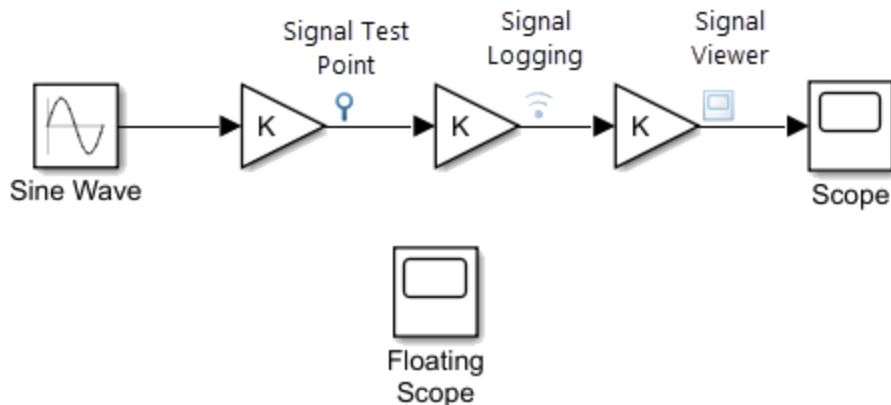 Signal Test
Point
Signal
Logging
Signal
Viewer
K
K
K
Sine Wave
Scope
Floating
Scope